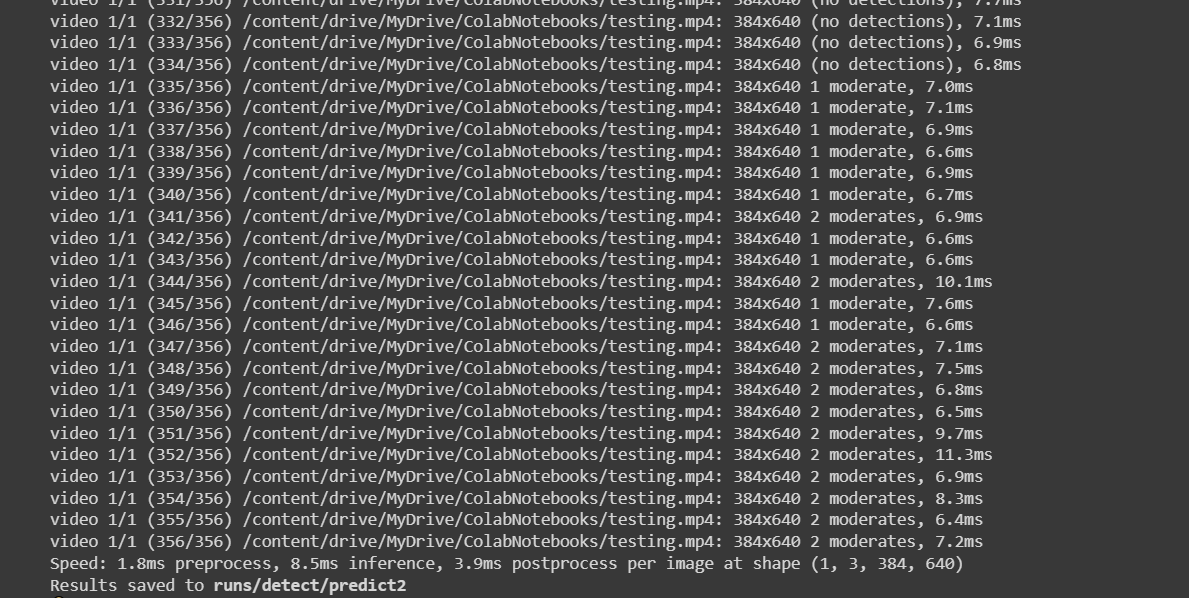 video 1/1 (331/356) /content/drive/MyDrive/ColabNotebooks/testing.mp4: 384x640 (no detections), 7.7ms
video 1/1 (332/356) /content/drive/MyDrive/ColabNotebooks/testing.mp4: 384x640 (no detections), 7.1ms
video 1/1 (333/356) /content/drive/MyDrive/ColabNotebooks/testing.mp4: 384x640 (no detections), 6.9ms
video 1/1 (334/356) /content/drive/MyDrive/ColabNotebooks/testing.mp4: 384x640 (no detections), 6.8ms
video 1/1 (335/356) /content/drive/MyDrive/ColabNotebooks/testing.mp4: 384x640 1 moderate, 7.0ms
video 1/1 (336/356) /content/drive/MyDrive/ColabNotebooks/testing.mp4: 384x640 1 moderate, 7.1ms
video 1/1 (337/356) /content/drive/MyDrive/ColabNotebooks/testing.mp4: 384x640 1 moderate, 6.9ms
video 1/1 (338/356) /content/drive/MyDrive/ColabNotebooks/testing.mp4: 384x640 1 moderate, 6.6ms
video 1/1 (339/356) /content/drive/MyDrive/ColabNotebooks/testing.mp4: 384x640 1 moderate, 6.9ms
video 1/1 (340/356) /content/drive/MyDrive/ColabNotebooks/testing.mp4: 384x640 1 moderate, 6.7ms
video 1/1 (341/356) /content/drive/MyDrive/ColabNotebooks/testing.mp4: 384x640 2 moderates, 6.9ms
video 1/1 (342/356) /content/drive/MyDrive/ColabNotebooks/testing.mp4: 384x640 1 moderate, 6.6ms
video 1/1 (343/356) /content/drive/MyDrive/ColabNotebooks/testing.mp4: 384x640 1 moderate, 6.6ms
video 1/1 (344/356) /content/drive/MyDrive/ColabNotebooks/testing.mp4: 384x640 2 moderates, 10.1ms
video 1/1 (345/356) /content/drive/MyDrive/ColabNotebooks/testing.mp4: 384x640 1 moderate, 7.6ms
video 1/1 (346/356) /content/drive/MyDrive/ColabNotebooks/testing.mp4: 384x640 1 moderate, 6.6ms
video 1/1 (347/356) /content/drive/MyDrive/ColabNotebooks/testing.mp4: 384x640 2 moderates, 7.1ms
video 1/1 (348/356) /content/drive/MyDrive/ColabNotebooks/testing.mp4: 384x640 2 moderates, 7.5ms
video 1/1 (349/356) /content/drive/MyDrive/ColabNotebooks/testing.mp4: 384x640 2 moderates, 6.8ms
video 1/1 (350/356) /content/drive/MyDrive/ColabNotebooks/testing.mp4: 384x640 2 moderates, 6.5ms
video 1/1 (351/356) /content/drive/MyDrive/ColabNotebooks/testing.mp4: 384x640 2 moderates, 9.7ms
video 1/1 (352/356) /content/drive/MyDrive/ColabNotebooks/testing.mp4: 384x640 2 moderates, 11.3ms
video 1/1 (353/356) /content/drive/MyDrive/ColabNotebooks/testing.mp4: 384x640 2 moderates, 6.9ms
video 1/1 (354/356) /content/drive/MyDrive/ColabNotebooks/testing.mp4: 384x640 2 moderates, 8.3ms
video 1/1 (355/356) /content/drive/MyDrive/ColabNotebooks/testing.mp4: 384x640 2 moderates, 6.4ms
video 1/1 (356/356) /content/drive/MyDrive/ColabNotebooks/testing.mp4: 384x640 2 moderates, 7.2ms
Speed: 1.8ms preprocess, 8.5ms inference, 3.9ms postprocess per image at shape (1, 3, 384, 640)
Results saved to runs/detect/predict2